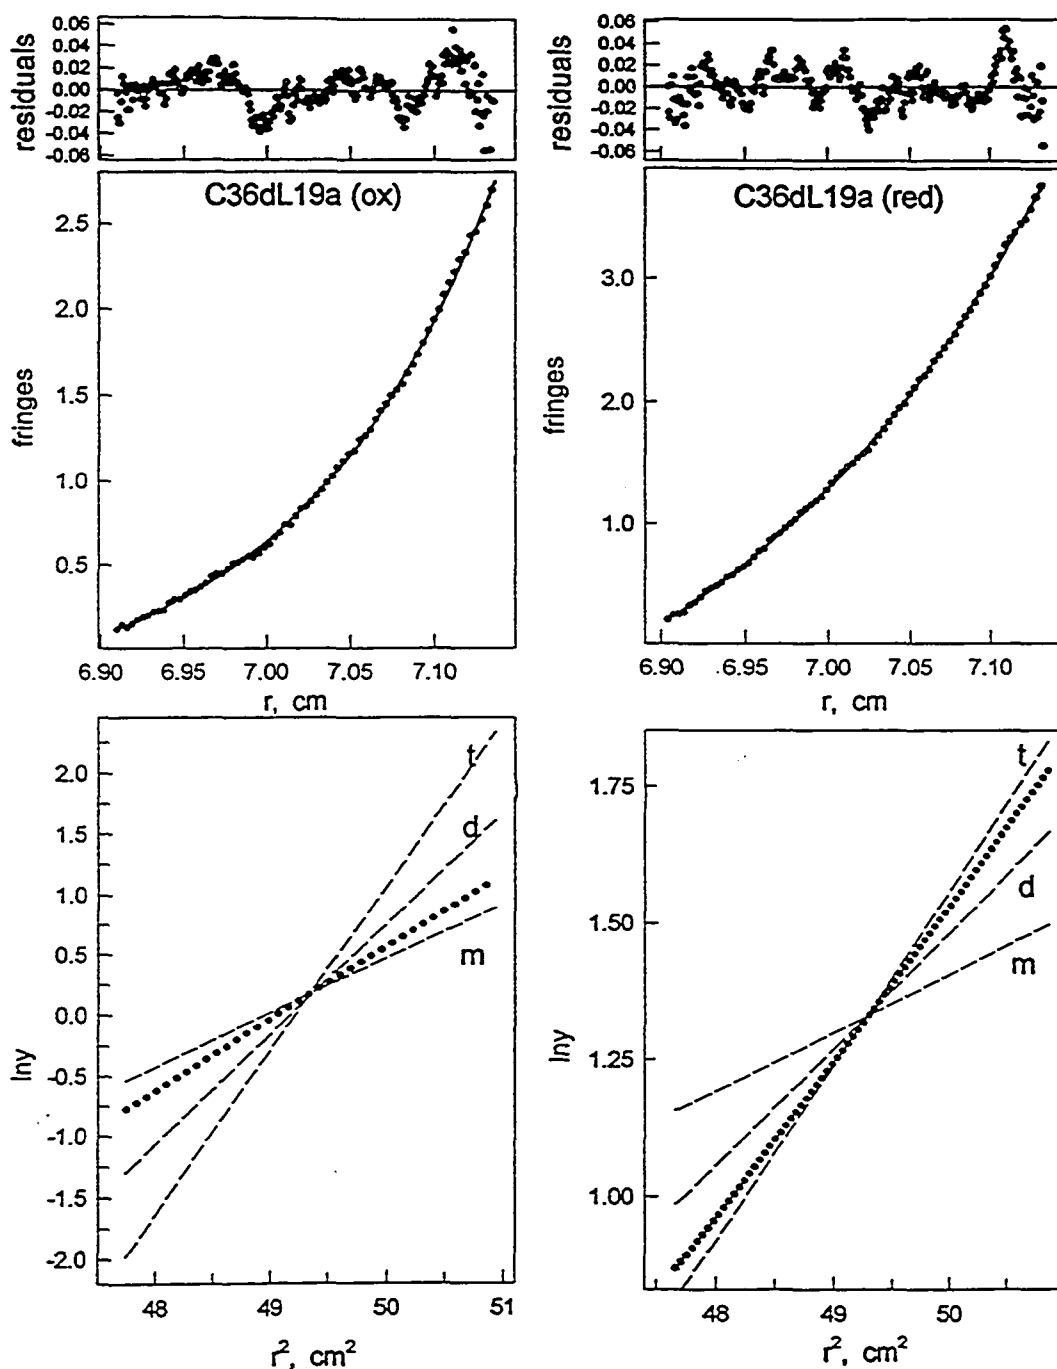 residuals
0.06
0.04
0.02
0.00
-0.02
-0.04
-0.06
residuals
0.06
0.04
0.02
0.00
-0.02
-0.04
-0.06
C36dL19a (ox)
fringes
2.5
2.0
1.5
1.0
0.5
6.90 6.95 7.00 7.05 7.10
r, cm
C36dL19a (red)
fringes
3.0
2.0
1.0
6.90 6.95 7.00 7.05 7.10
r, cm
lny
2.0
1.5
1.0
0.5
0.0
-0.5
-1.0
-1.5
-2.0
t
d
m
48 49 50 51
r², cm²
lny
1.75
1.50
1.25
1.00
t
d
m
48 49 50
r², cm²